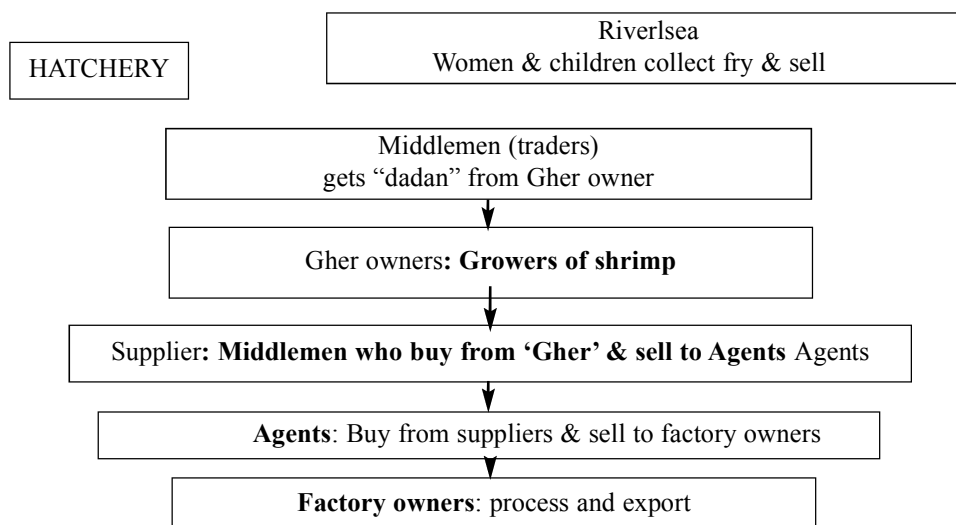 Riverlsea
Women & children collect fry & sell
HATCHERY
Middlemen (traders)
gets “dadan” from Gher owner
Gher owners: Growers of shrimp
Supplier: Middlemen who buy from ‘Gher’ & sell to Agents Agents
Agents: Buy from suppliers & sell to factory owners
Factory owners: process and export